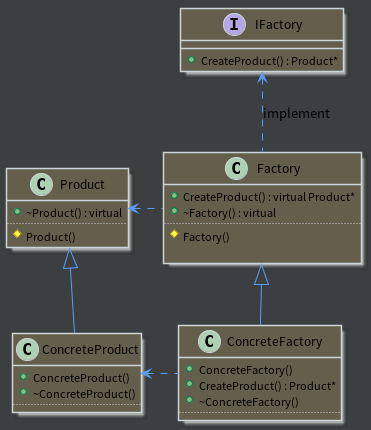 I IFactory
CreateProduct() : Product*
implement
C Product
~Product() : virtual
Product()
C Factory
CreateProduct() : virtual Product*
~Factory() : virtual
Factory()
C ConcreteProduct
ConcreteProduct()
~ConcreteProduct()
C ConcreteFactory
ConcreteFactory()
CreateProduct() : Product*
~ConcreteFactory()